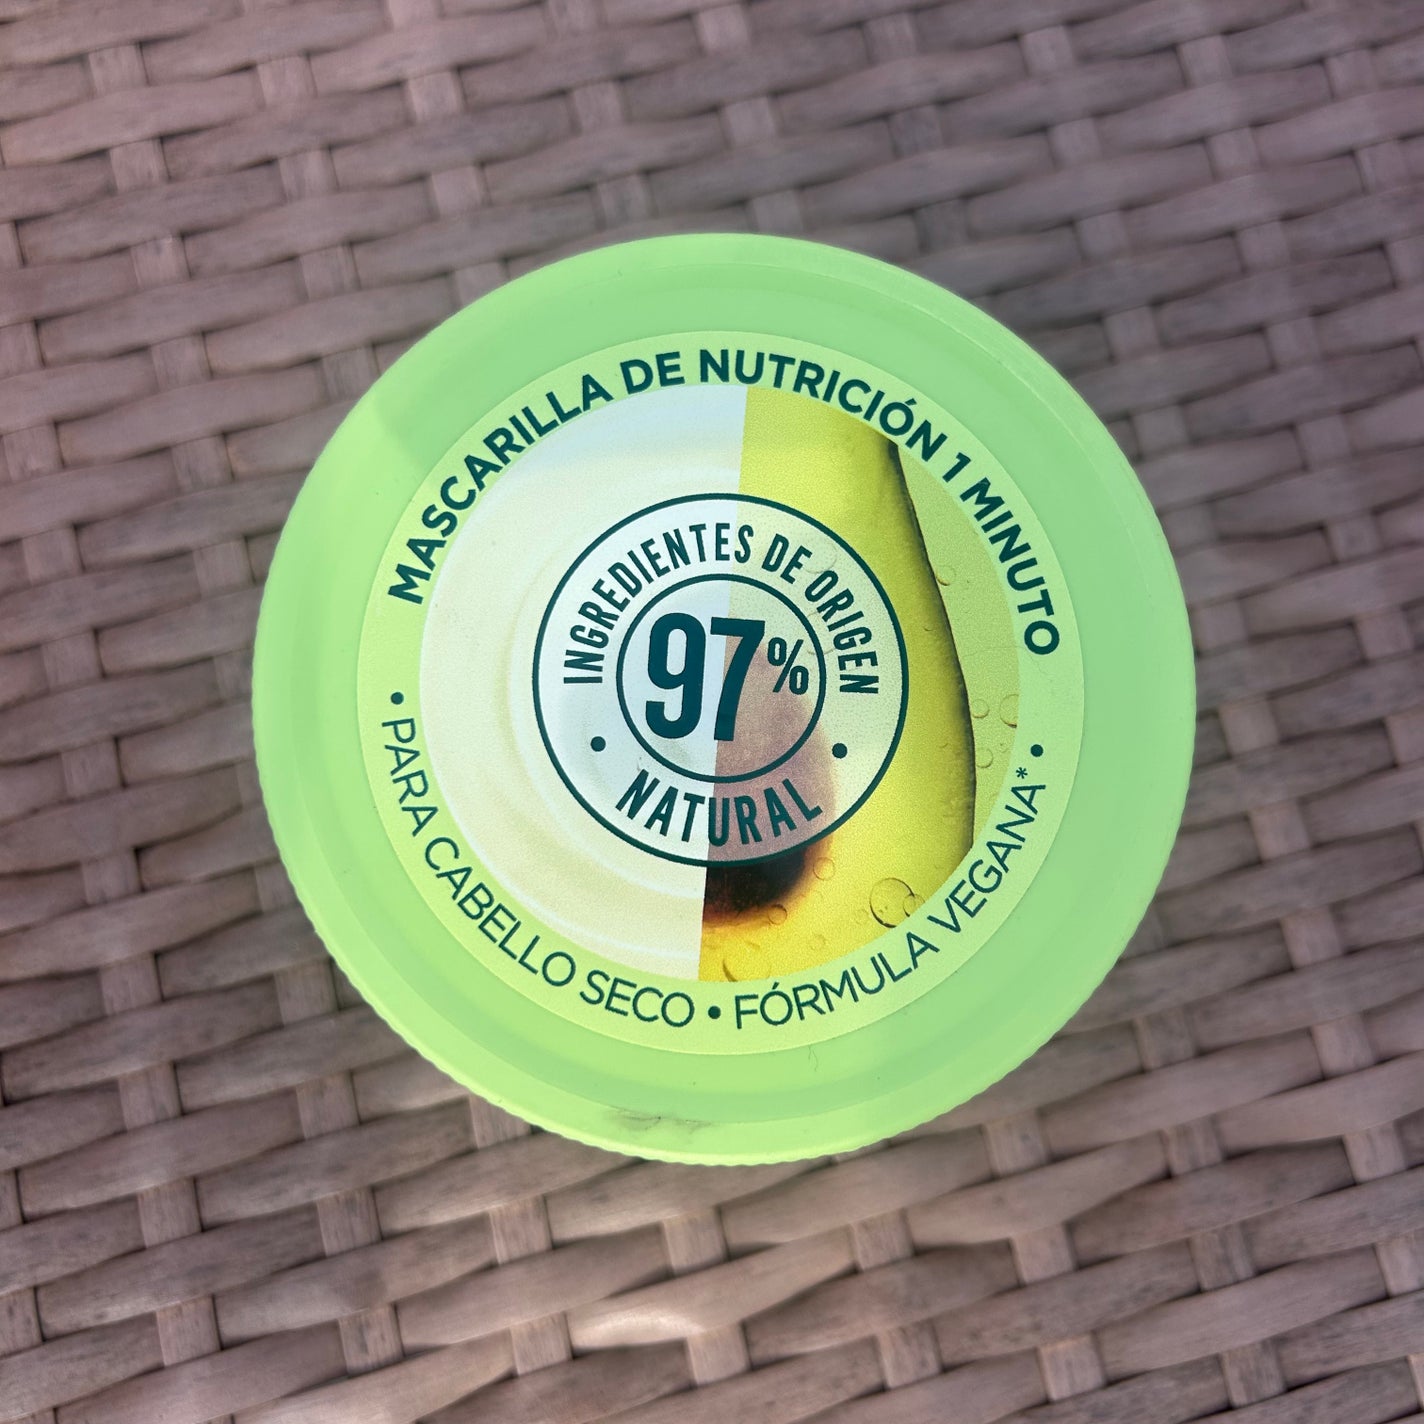 MASCARILLA DE NUTRICIÓN 1 MINUTO
INGREDIENTES DE ORIGEN
97%
• NATURAL •
• PARA CABELLO SECO • FÓRMULA VEGANA* •